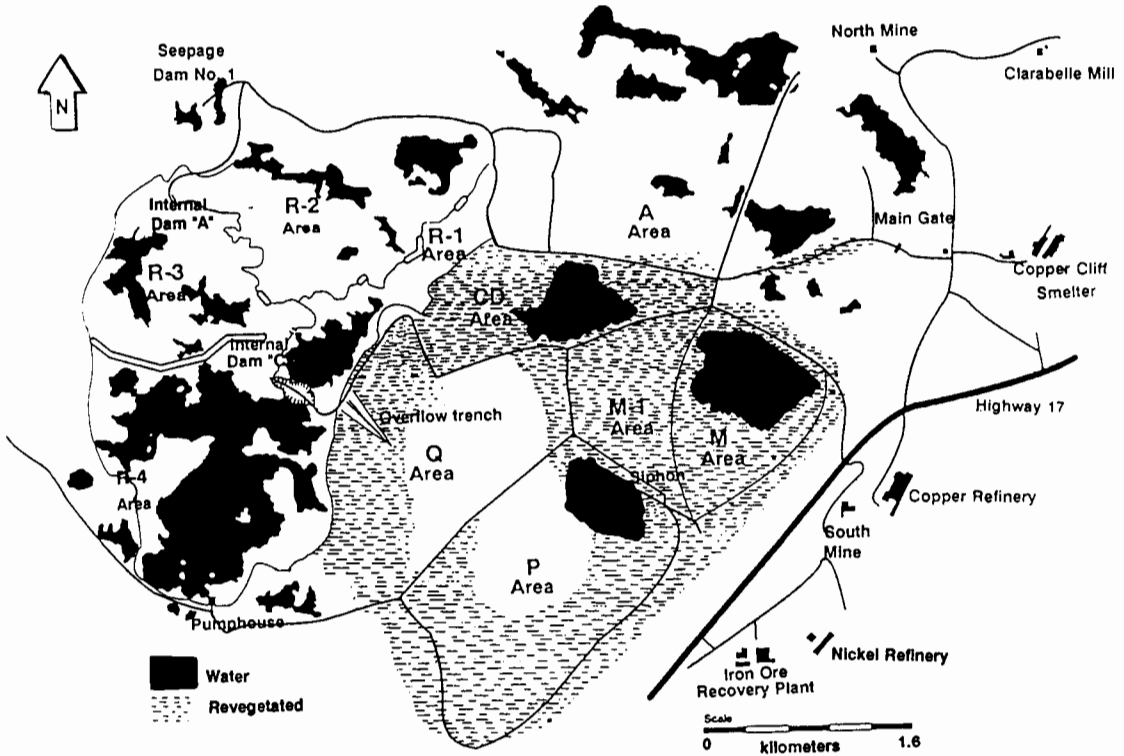 North Mine
Seepage
Dam No. 1
Clarabelle Mill
N
Internal
Dam "A"
R-2
Area
A
Area
Main Gate
R-1
Area
R-3
Area
Copper Cliff
Smelter
CD
Area
Internal
Dam "C"
Highway 17
Overflow trench
M-1
Area
M
Area
Q
Area
R-4
Area
Siphon
Copper Refinery
South
Mine
P
Area
Pumphouse
Nickel Refinery
Iron Ore
Recovery Plant
Water
Revegetated
Scale
0 kilometers 1.6